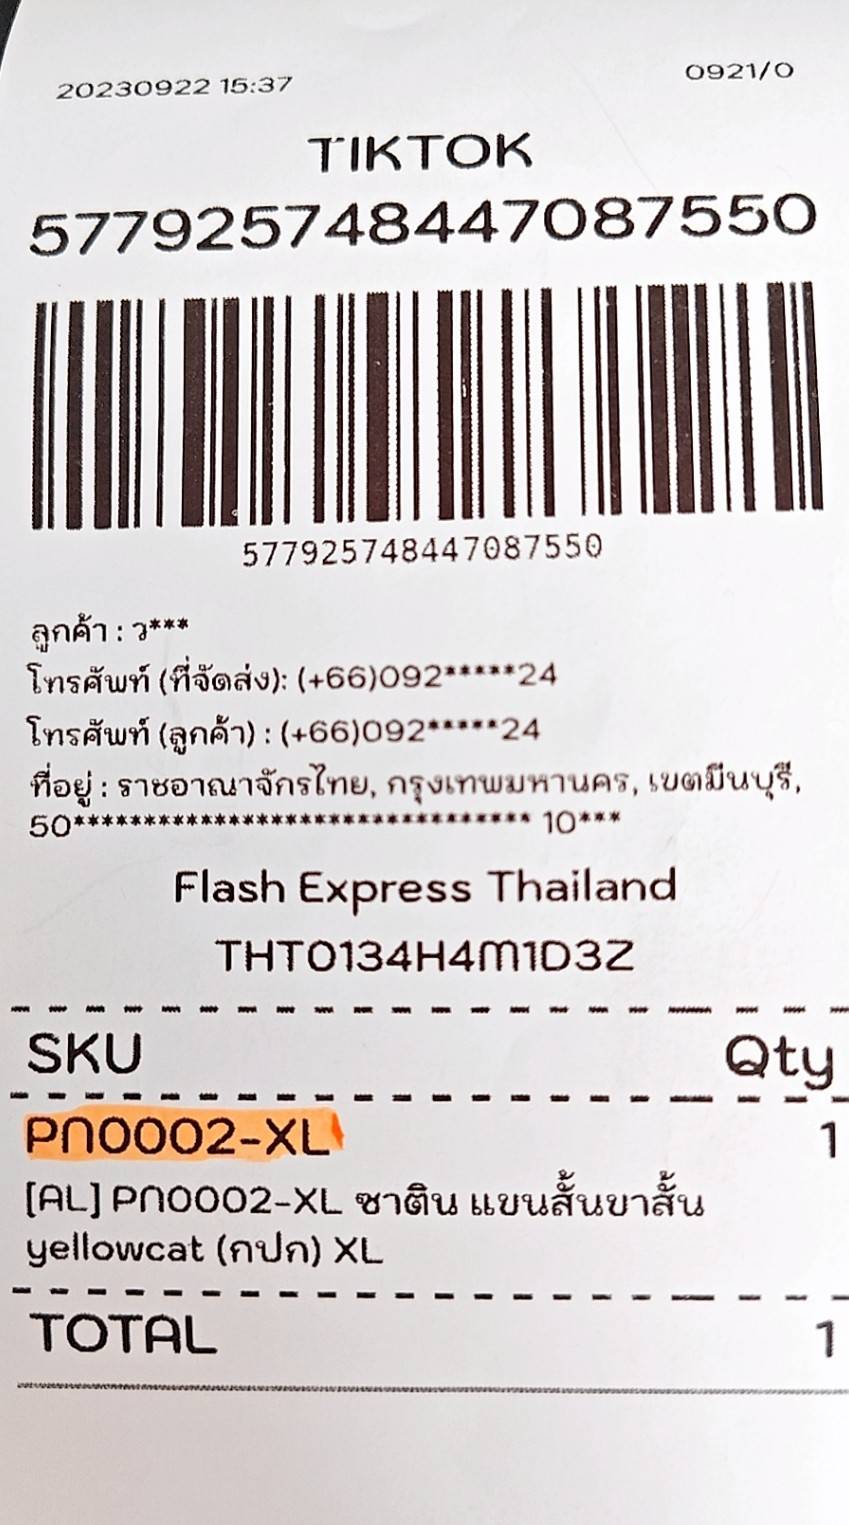 20230922 15:37
0921/0
TIKTOK
577925748447087550
577925748447087550
ลูกค้า : ว***
โทรศัพท์ (ที่จัดส่ง): (+66)092*****24
โทรศัพท์ (ลูกค้า) : (+66)092*****24
ที่อยู่ : ราชอาณาจักรไทย, กรุงเทพมหานคร, เขตมีนบุรี,
50********************************* 10***
Flash Express Thailand
THT0134H4M1D3Z
SKU Qty
PN0002-XL 1
[AL] PN0002-XL ซาติน แขนสั้นขาสั้น
yellowcat (กปก) XL
TOTAL 1